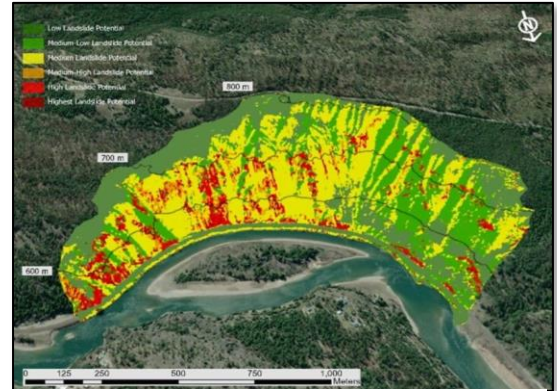 Low Landslide Potential
Medium-Low Landslide Potential
Medium Landslide Potential
Medium-High Landslide Potential
High Landslide Potential
Highest Landslide Potential
N
800 m
700 m
600 m
0 125 250 500 750 1,000
Meters